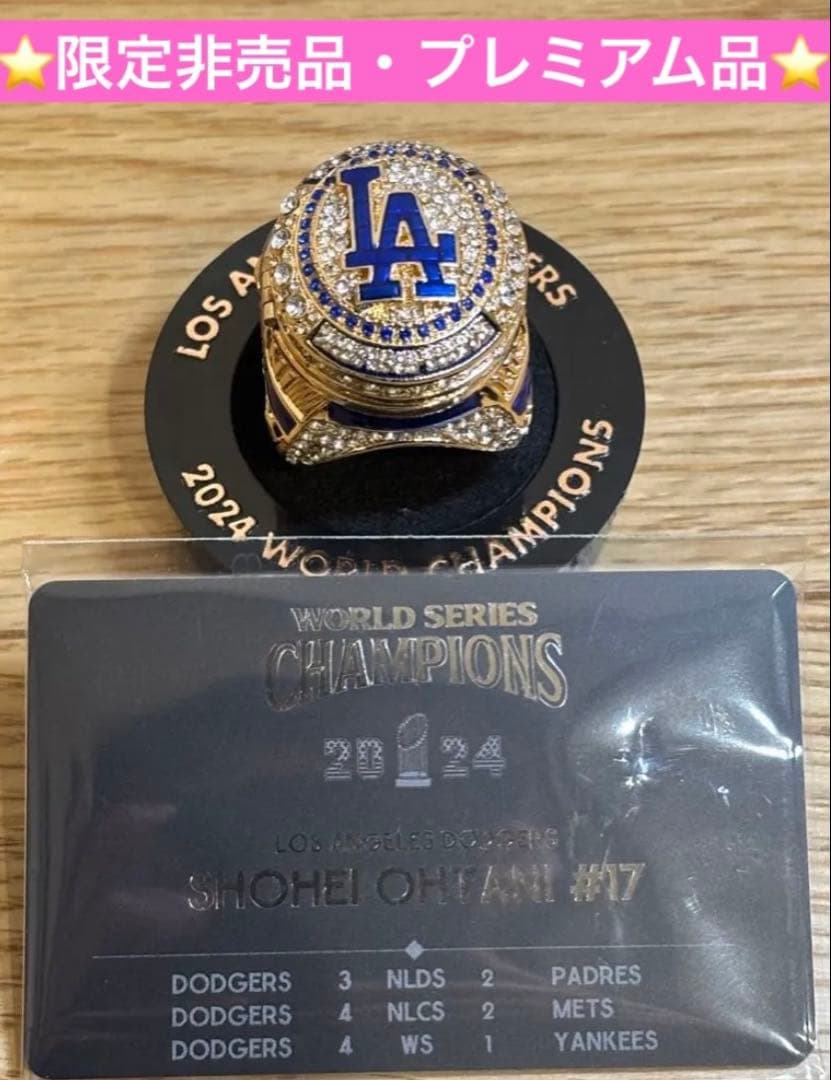 ⭐限定非売品・プレミアム品⭐
LA
LOS AN ERS
2024 WORLD CHAMPIONS
WORLD SERIES
CHAMPIONS
2024
LOS ANGELES DODGERS
SHOHEI OHTANI #17
DODGERS 3 NLDS 2 PADRES
DODGERS 4 NLCS 2 METS
DODGERS 4 WS 1 YANKEES